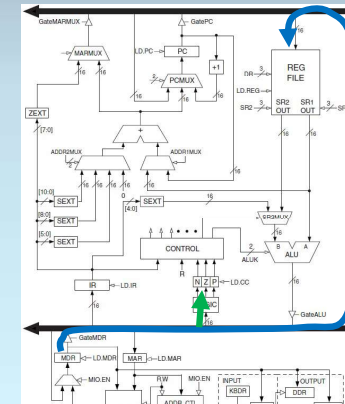 GateMARMUX
GatePC
MARMUX
LD.PC
PC
+1
REG
FILE
2
PCMUX
DR
3
LD.REG
SR2
3
SR2
OUT
SR1
OUT
3
16
16
16
16
16
16
ZEXT
[7:0]
+
ADDR2MUX
ADDR1MUX
2
16
16
16
16
16
16
[10:0]
SEXT
0
[4:0]
SEXT
16
[8:0]
SEXT
[5:0]
SEXT
SR2MUX
CONTROL
2
ALUK
B
A
ALU
R
IR
LD.IR
N
Z
P
LD.CC
16
16
16
GateALU
GateMDR
MDR
LD.MDR
MAR
LD.MAR
MIO.EN
R.W
MIO.EN
ADDR. CTL
INPUT
KBDR
OUTPUT
DDR